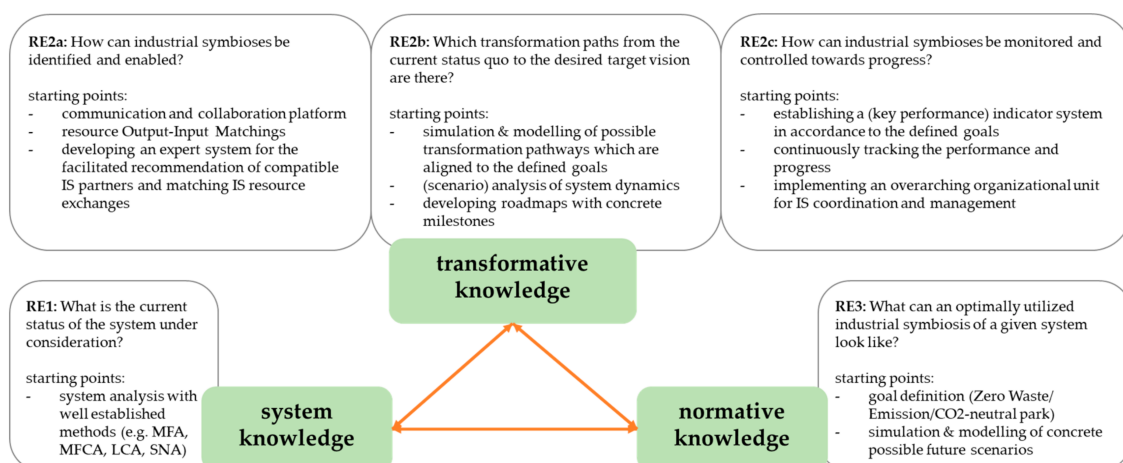 RE2a: How can industrial symbioses be
identified and enabled?
starting points:
- communication and collaboration platform
- resource Output-Input Matchings
- developing an expert system for the
facilitated recommendation of compatible
IS partners and matching IS resource
exchanges
RE2b: Which transformation paths from the
current status quo to the desired target vision
are there?
starting points:
- simulation & modelling of possible
transformation pathways which are
aligned to the defined goals
- (scenario) analysis of system dynamics
- developing roadmaps with concrete
milestones
RE2c: How can industrial symbioses be monitored and
controlled towards progress?
starting points:
- establishing a (key performance) indicator system
in accordance to the defined goals
- continuously tracking the performance and
progress
- implementing an overarching organizational unit
for IS coordination and management
transformative
knowledge
RE1: What is the current
status of the system under
consideration?
starting points:
- system analysis with
well established
methods (e.g. MFA,
MFCA, LCA, SNA)
system
knowledge
normative
knowledge
RE3: What can an optimally utilized
industrial symbiosis of a given system
look like?
starting points:
- goal definition (Zero Waste/
Emission/CO2-neutral park)
- simulation & modelling of concrete
possible future scenarios